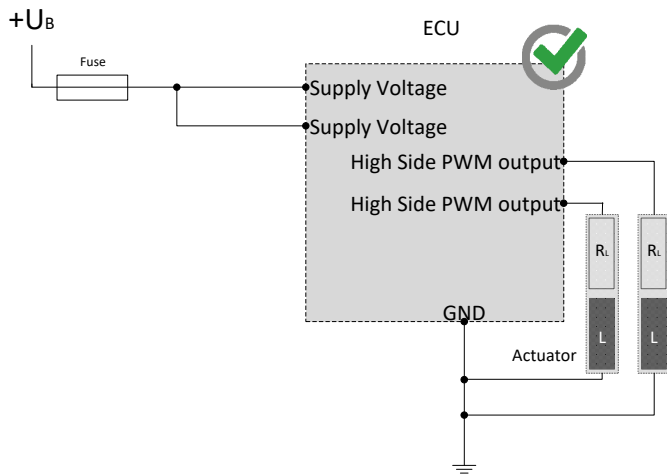 +UB
ECU
Fuse
Supply Voltage
Supply Voltage
High Side PWM output
High Side PWM output
RL
RL
GND
L
L
Actuator